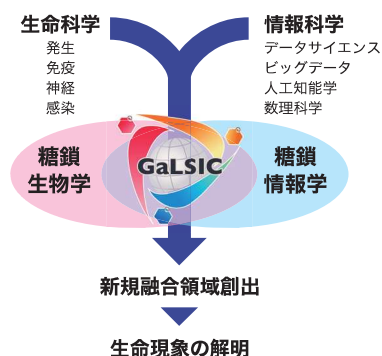 生命科学
発生
免疫
神経
感染
情報科学
データサイエンス
ビッグデータ
人工知能学
数理科学
糖鎖
生物学
GaLSIC
糖鎖
情報学
新規融合領域創出
生命現象の解明